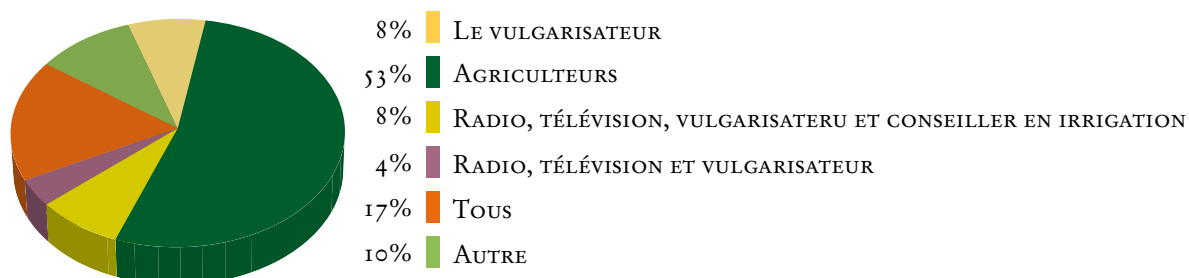 8% Le vulgarisateur
53% Agriculteurs
8% Radio, télévision, vulgarisateru et conseiller en irrigation
4% Radio, télévision et vulgarisateur
17% Tous
10% Autre